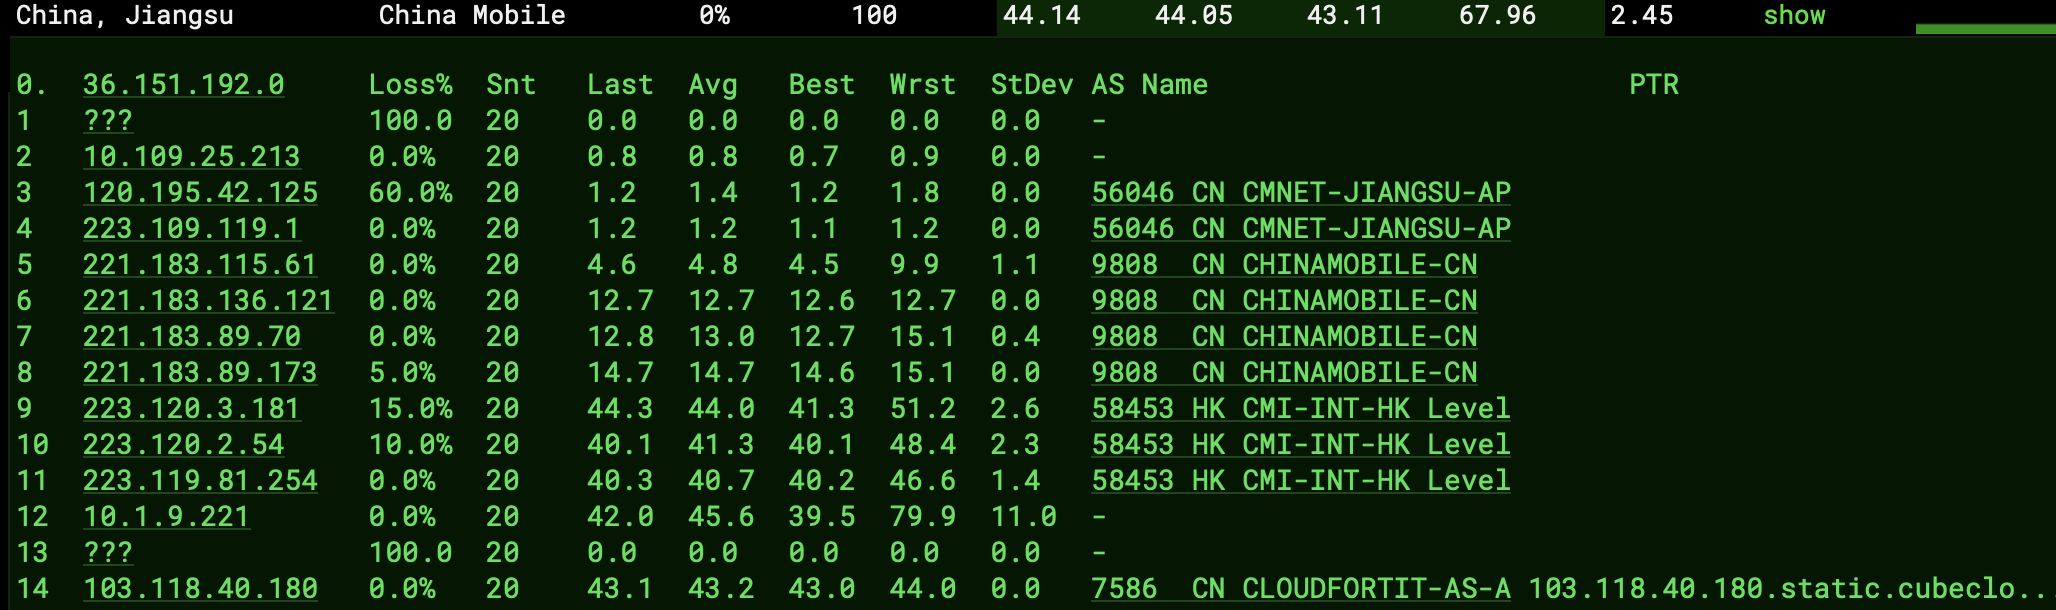 China, Jiangsu China Mobile 0% 100 44.14 44.05 43.11 67.96 2.45 show
0. 36.151.192.0 Loss% Snt Last Avg Best Wrst StDev AS Name PTR
1 ??? 100.0 20 0.0 0.0 0.0 0.0 0.0 -
2 10.109.25.213 0.0% 20 0.8 0.8 0.7 0.9 0.0 -
3 120.195.42.125 60.0% 20 1.2 1.4 1.2 1.8 0.0 56046 CN CMNET-JIANGSU-AP
4 223.109.119.1 0.0% 20 1.2 1.2 1.1 1.2 0.0 56046 CN CMNET-JIANGSU-AP
5 221.183.115.61 0.0% 20 4.6 4.8 4.5 9.9 1.1 9808 CN CHINAMOBILE-CN
6 221.183.136.121 0.0% 20 12.7 12.7 12.6 12.7 0.0 9808 CN CHINAMOBILE-CN
7 221.183.89.70 0.0% 20 12.8 13.0 12.7 15.1 0.4 9808 CN CHINAMOBILE-CN
8 221.183.89.173 5.0% 20 14.7 14.7 14.6 15.1 0.0 9808 CN CHINAMOBILE-CN
9 223.120.3.181 15.0% 20 44.3 44.0 41.3 51.2 2.6 58453 HK CMI-INT-HK Level
10 223.120.2.54 10.0% 20 40.1 41.3 40.1 48.4 2.3 58453 HK CMI-INT-HK Level
11 223.119.81.254 0.0% 20 40.3 40.7 40.2 46.6 1.4 58453 HK CMI-INT-HK Level
12 10.1.9.221 0.0% 20 42.0 45.6 39.5 79.9 11.0 -
13 ??? 100.0 20 0.0 0.0 0.0 0.0 0.0 -
14 103.118.40.180 0.0% 20 43.1 43.2 43.0 44.0 0.0 7586 CN CLOUDFORTIT-AS-A 103.118.40.180.static.cubeclo..